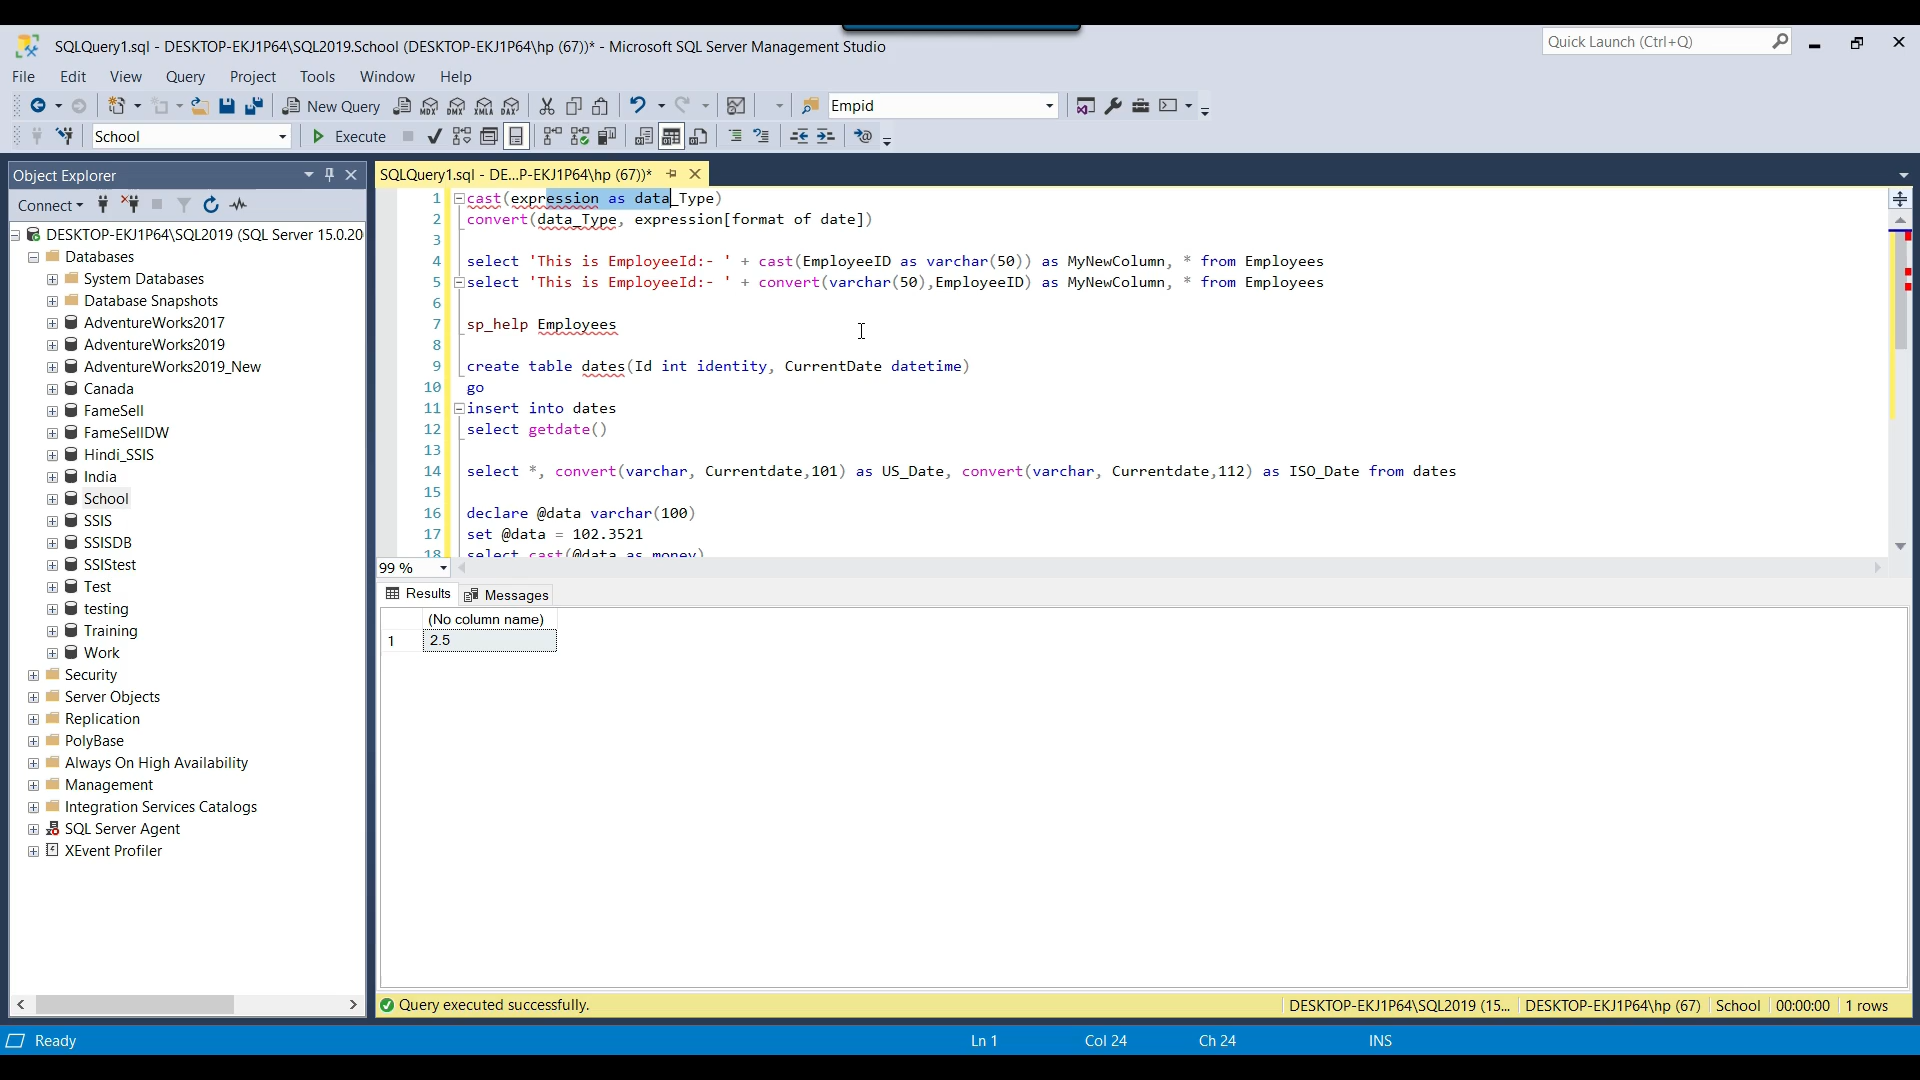 SQLQuery1.sql - DESKTOP-EKJ1P64\SQL2019.School (DESKTOP-EKJ1P64\hp (67))* - Microsoft SQL Server Management Studio
Quick Launch (Ctrl+Q)
File Edit View Query Project Tools Window Help
New Query MDX DMX XMLA DAX Empid
School Execute
Object Explorer
Connect
DESKTOP-EKJ1P64\SQL2019 (SQL Server 15.0.20
Databases
System Databases
Database Snapshots
AdventureWorks2017
AdventureWorks2019
AdventureWorks2019_New
Canada
FameSell
FameSellDW
Hindi_SSIS
India
School
SSIS
SSISDB
SSIStest
Test
testing
Training
Work
Security
Server Objects
Replication
PolyBase
Always On High Availability
Management
Integration Services Catalogs
SQL Server Agent
XEvent Profiler
SQLQuery1.sql - DE...P-EKJ1P64\hp (67))*
1 cast(expression as data_Type)
2 convert(data_Type, expression[format of date])
3
4 select 'This is EmployeeId:- ' + cast(EmployeeID as varchar(50)) as MyNewColumn, * from Employees
5 select 'This is EmployeeId:- ' + convert(varchar(50),EmployeeID) as MyNewColumn, * from Employees
6
7 sp_help Employees
8
9 create table dates(Id int identity, CurrentDate datetime)
10 go
11 insert into dates
12 select getdate()
13
14 select *, convert(varchar, Currentdate,101) as US_Date, convert(varchar, Currentdate,112) as ISO_Date from dates
15
16 declare @data varchar(100)
17 set @data = 102.3521
18 select cast(@data as money)
99 %
Results Messages
(No column name)
1 2.5
Query executed successfully. DESKTOP-EKJ1P64\SQL2019 (15... DESKTOP-EKJ1P64\hp (67) School 00:00:00 1 rows
Ready Ln 1 Col 24 Ch 24 INS